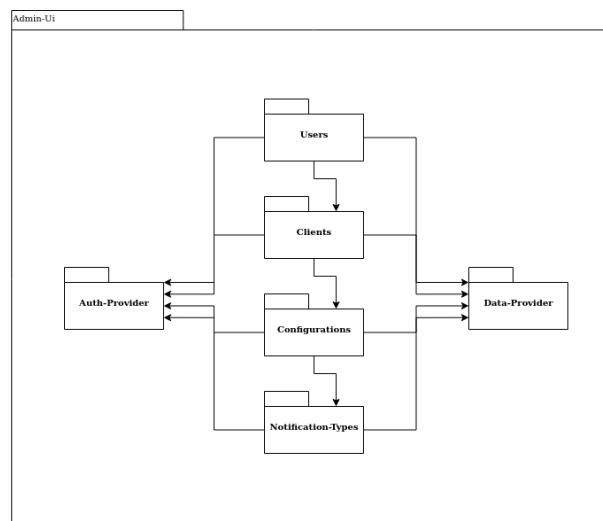 Admin-Ui
Users
Clients
Auth-Provider
Data-Provider
Configurations
Notification-Types